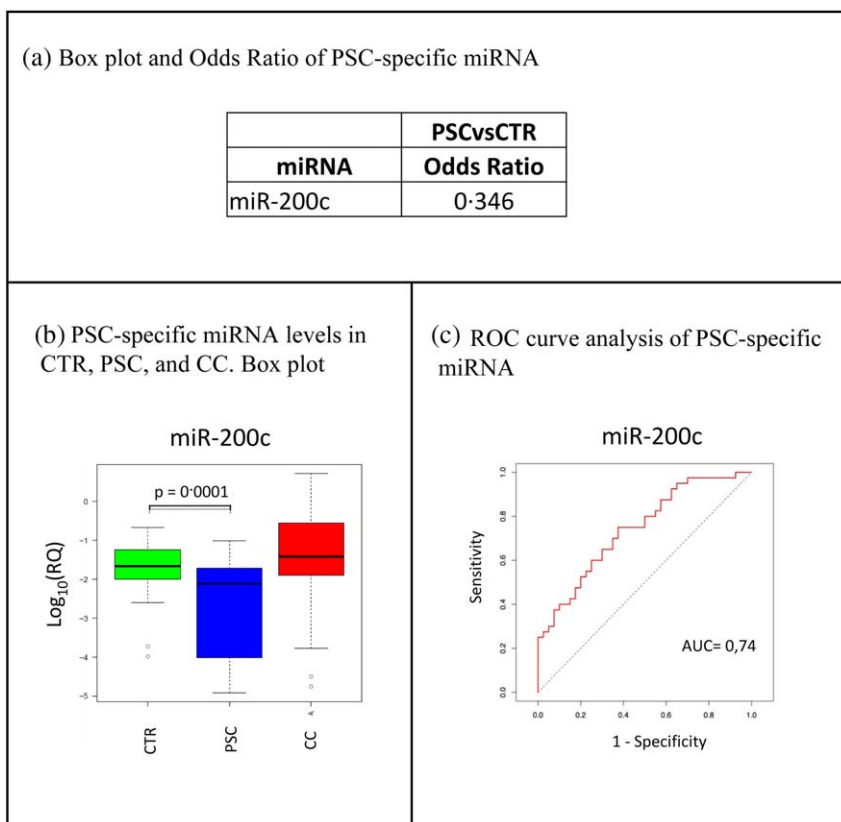 (a) Box plot and Odds Ratio of PSC-specific miRNA
PSCvsCTR
miRNA Odds Ratio
miR-200c 0·346
(b) PSC-specific miRNA levels in
CTR, PSC, and CC. Box plot
miR-200c
p = 0·0001
Log10(RQ)
0
-1
-2
-3
-4
-5
CTR PSC CC
(c) ROC curve analysis of PSC-specific
miRNA
miR-200c
Sensitivity
1.0
0.8
0.6
0.4
0.2
0.0
AUC= 0,74
0.0 0.2 0.4 0.6 0.8 1.0
1 - Specificity